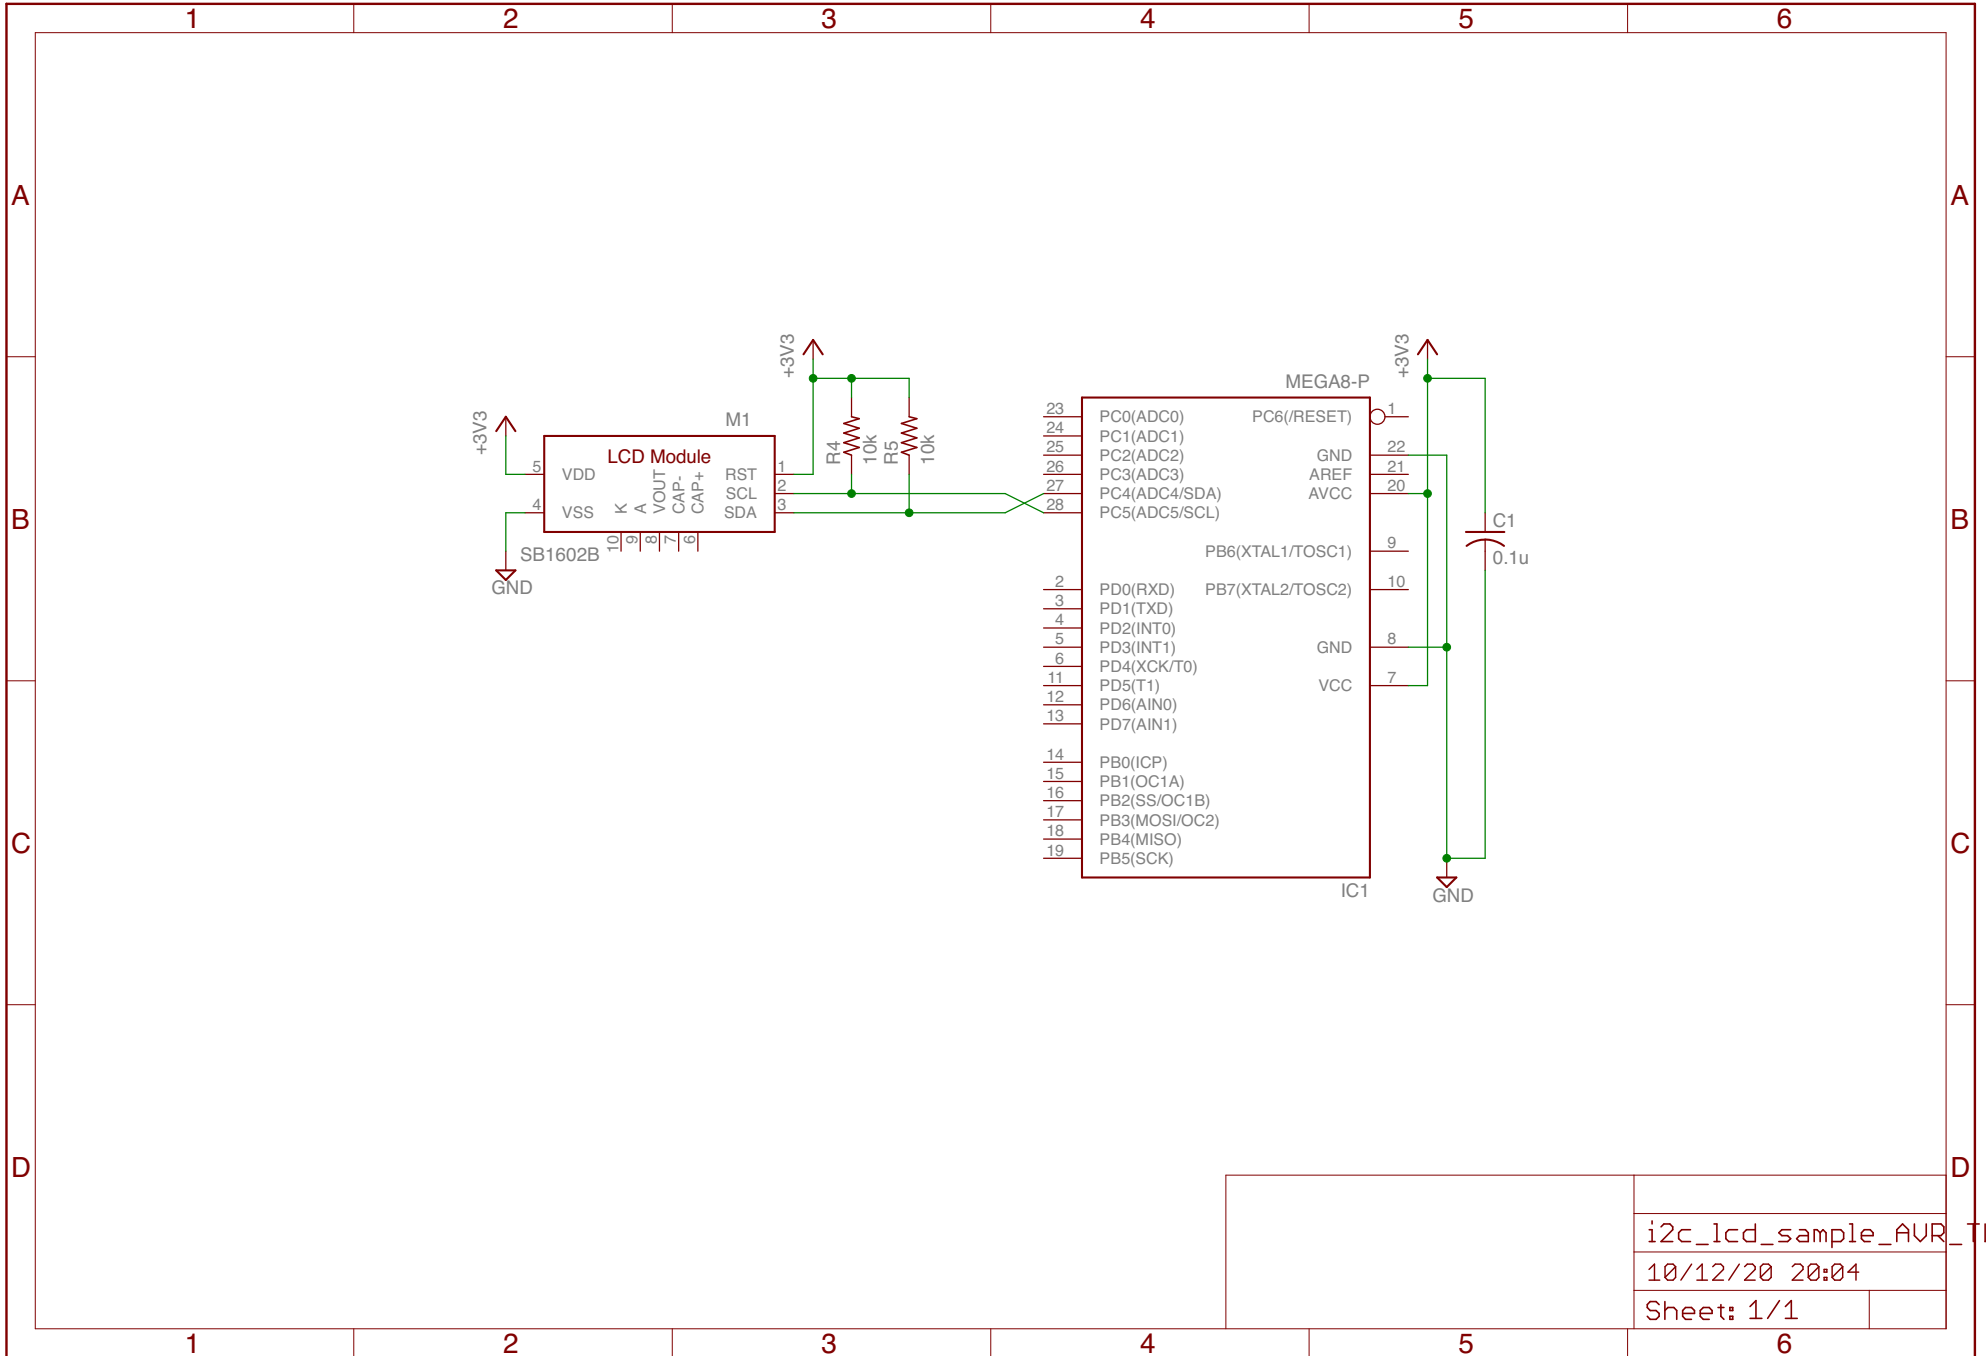 1 2 3 4 5 6
A A
B B
C C
D D
+3V3
M1
LCD Module
5 VDD
4 VSS
RST 1
SCL 2
SDA 3
K A VOUT CAP- CAP+
10 9 8 7 6
SB1602B
GND
+3V3
R4 10k
R5 10k
MEGA8-P
23 PC0(ADC0)
24 PC1(ADC1)
25 PC2(ADC2)
26 PC3(ADC3)
27 PC4(ADC4/SDA)
28 PC5(ADC5/SCL)
2 PD0(RXD)
3 PD1(TXD)
4 PD2(INT0)
5 PD3(INT1)
6 PD4(XCK/T0)
11 PD5(T1)
12 PD6(AIN0)
13 PD7(AIN1)
14 PB0(ICP)
15 PB1(OC1A)
16 PB2(SS/OC1B)
17 PB3(MOSI/OC2)
18 PB4(MISO)
19 PB5(SCK)
PC6(/RESET) 1
GND 22
AREF 21
AVCC 20
PB6(XTAL1/TOSC1) 9
PB7(XTAL2/TOSC2) 10
GND 8
VCC 7
IC1
+3V3
C1
0.1u
GND
i2c_lcd_sample_AVR_
10/12/20 20:04
Sheet: 1/1
1 2 3 4 5 6